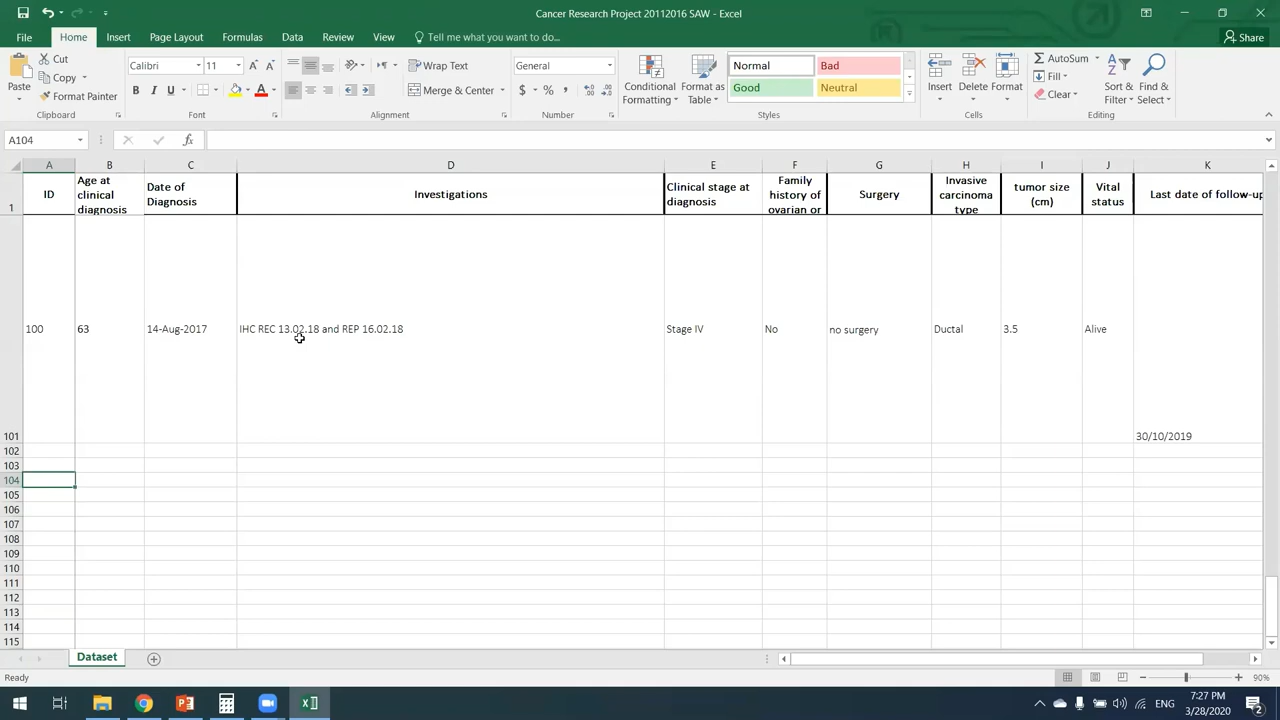 Cancer Research Project 20112016 SAW - Excel
File Home Insert Page Layout Formulas Data Review View Tell me what you want to do... Share
Paste
Cut
Copy
Format Painter
Clipboard
Calibri 11
B I U A
Font
Wrap Text
Merge & Center
Alignment
General
$ % ,
Number
Conditional Formatting
Format as Table
Normal Bad
Good Neutral
Styles
Insert Delete Format
Cells
AutoSum
Fill
Clear
Sort & Filter
Find & Select
Editing
A104 fx
A B C D E F G H I J K
1
ID
Age at clinical diagnosis
Date of Diagnosis
Investigations
Clinical stage at diagnosis
Family history of ovarian or
Surgery
Invasive carcinoma type
tumor size (cm)
Vital status
Last date of follow-up
100 63 14-Aug-2017 IHC REC 13.02.18 and REP 16.02.18 Stage IV No no surgery Ductal 3.5 Alive
101 30/10/2019
102
103
104
105
106
107
108
109
110
111
112
113
114
115
Dataset
Ready 90%
ENG
7:27 PM
3/28/2020
2